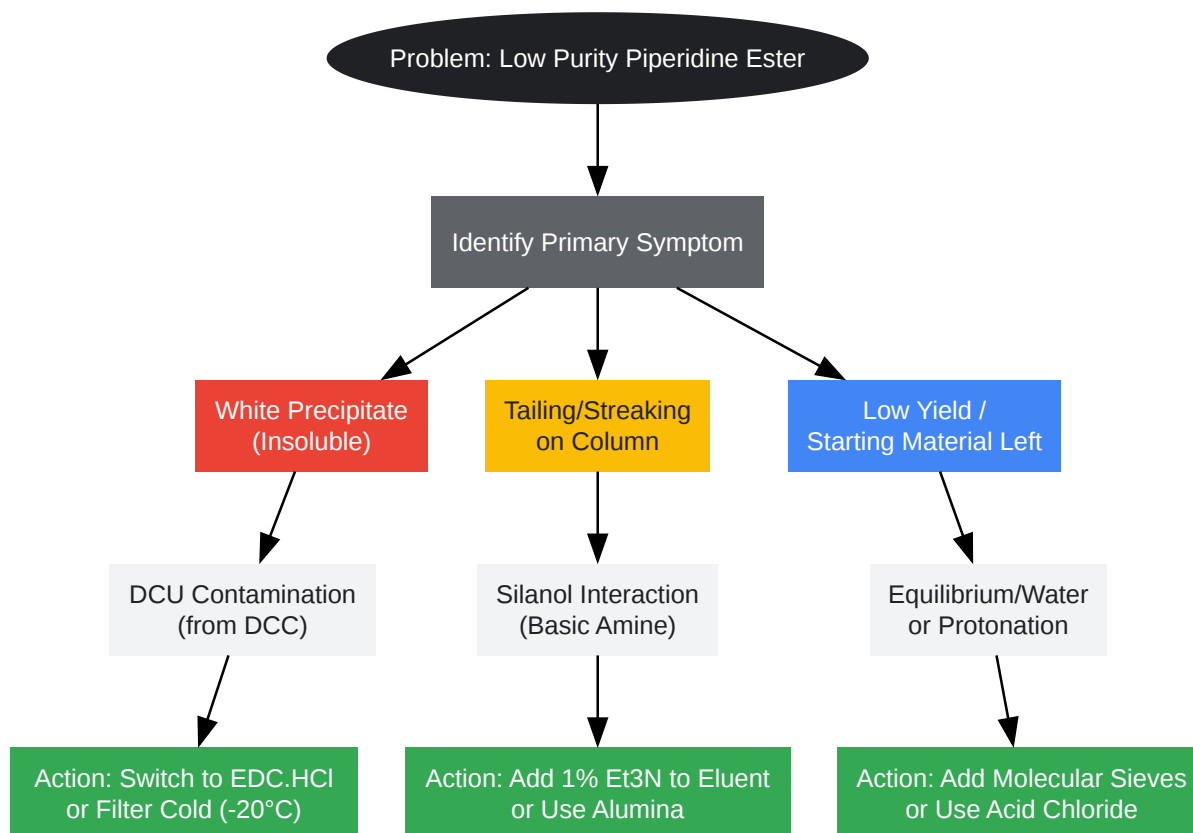 Problem: Low Purity Piperidine Ester
Identify Primary Symptom
White Precipitate
(Insoluble)
Tailing/Streaking
on Column
Low Yield /
Starting Material Left
DCU Contamination
(from DCC)
Silanol Interaction
(Basic Amine)
Equilibrium/Water
or Protonation
Action: Switch to EDC.HCl
or Filter Cold (-20°C)
Action: Add 1% Et3N to Eluent
or Use Alumina
Action: Add Molecular Sieves
or Use Acid Chloride